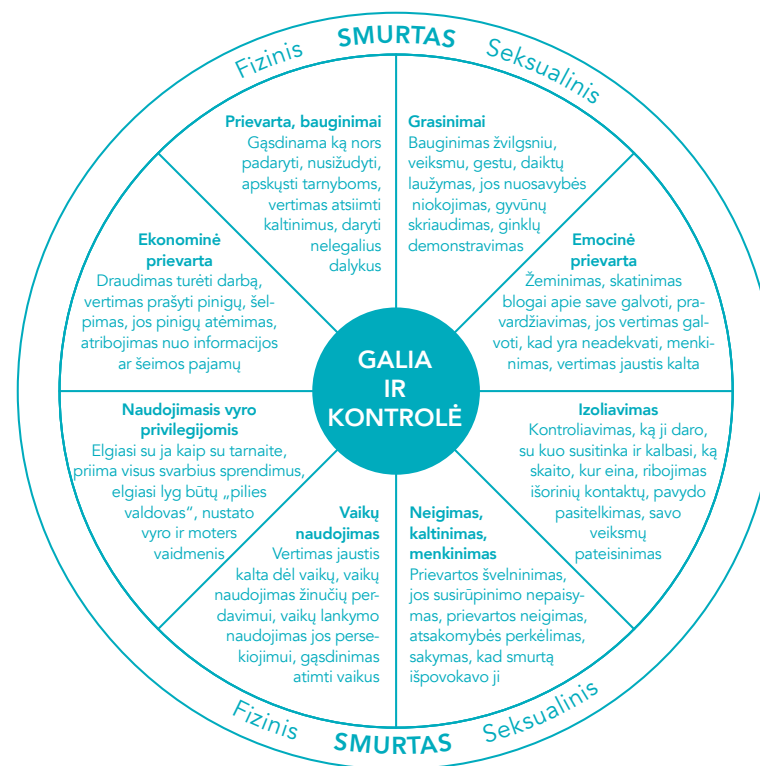 Fizinis SMURTAS Seksualinis
Prievarta, bauginimai
Gąsdinama ką nors
padaryti, nusižudyti,
apskųsti tarnyboms,
vertimas atsiimti
kaltinimus, daryti
nelegalius
dalykus
Grasinimai
Bauginimas žvilgsniu,
veiksmu, gestu, daiktų
laužymas, jos nuosavybės
niokojimas, gyvūnų
skriaudimas, ginklų
demonstravimas
Ekonominė
prievarta
Draudimas turėti darbą,
vertimas prašyti pinigų, šel-
pimas, jos pinigų atėmimas,
atribojimas nuo informacijos
ar šeimos pajamų
Emocinė
prievarta
Žeminimas, skatinimas
blogai apie save galvoti, pra-
vardžiavimas, jos vertimas gal-
voti, kad yra neadekvati, menki-
nimas, vertimas jaustis kalta
GALIA
IR
KONTROLĖ
Naudojimasis vyro
privilegijomis
Elgiasi su ja kaip su tarnaite,
priima visus svarbius sprendimus,
elgiasi lyg būtų „pilies
valdovas“, nustato
vyro ir moters
vaidmenis
Izoliavimas
Kontroliavimas, ką ji daro,
su kuo susitinka ir kalbasi, ką
skaito, kur eina, ribojimas
išorinių kontaktų, pavydo
pasitelkimas, savo
veiksmų
pateisinimas
Vaikų
naudojimas
Vertimas jaustis
kalta dėl vaikų, vaikų
naudojimas žinučių per-
davimui, vaikų lankymo
naudojimas jos perse-
kiojimui, gąsdinimas
atimti vaikus
Neigimas,
kaltinimas,
menkinimas
Prievartos švelninimas,
jos susirūpinimo nepaisy-
mas, prievartos neigimas,
atsakomybės perkėlimas,
sakymas, kad smurtą
išpovokavo ji
Fizinis SMURTAS Seksualinis